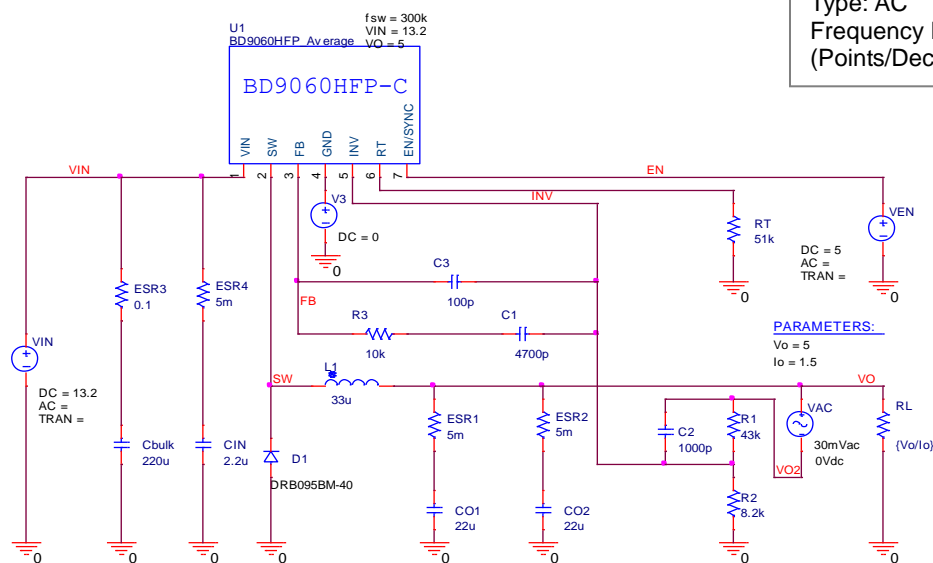 Type: AC
Frequency
(Points/Dec
fsw = 300k
VIN = 13.2
VO = 5
U1
BD9060HFP_Average
BD9060HFP-C
VIN
SW
FB
GND
INV
RT
EN/SYNC
1
2
3
4
5
6
7
VIN
EN
INV
V3
DC = 0
0
RT
51k
0
VEN
DC = 5
AC =
TRAN =
0
ESR3
0.1
ESR4
5m
C3
100p
FB
R3
10k
C1
4700p
PARAMETERS:
Vo = 5
Io = 1.5
VIN
DC = 13.2
AC =
TRAN =
SW
L1
33u
VO
ESR1
5m
ESR2
5m
C2
1000p
R1
43k
VAC
30mVac
0Vdc
RL
{Vo/Io}
VO2
Cbulk
220u
CIN
2.2u
D1
DRB095BM-40
CO1
22u
CO2
22u
R2
8.2k
0
0
0
0
0
0
0
0